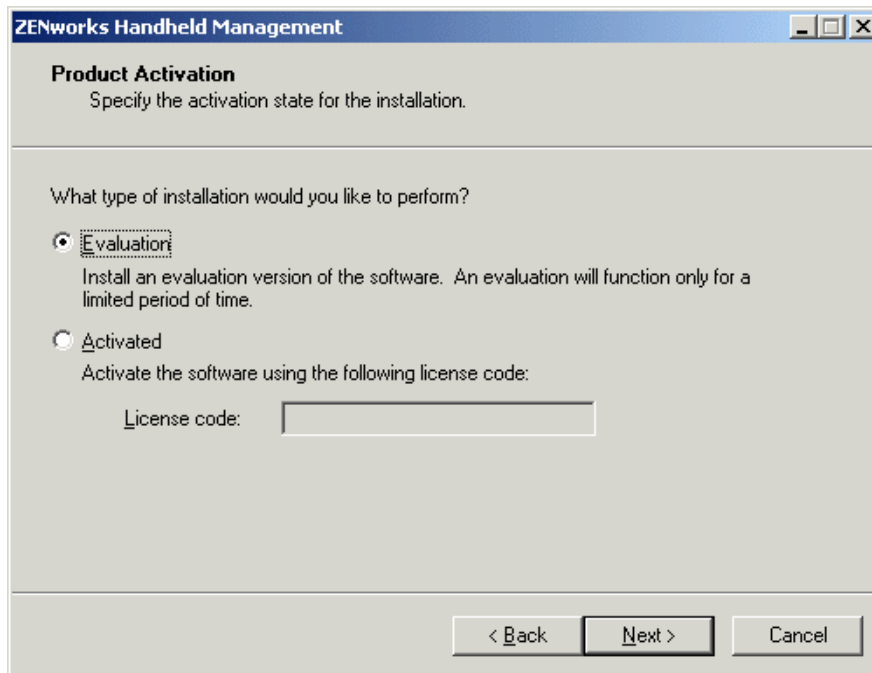 ZENworks Handheld Management
Product Activation
Specify the activation state for the installation.
What type of installation would you like to perform?
Evaluation
Install an evaluation version of the software. An evaluation will function only for a
limited period of time.
Activated
Activate the software using the following license code:
License code:
< Back Next > Cancel